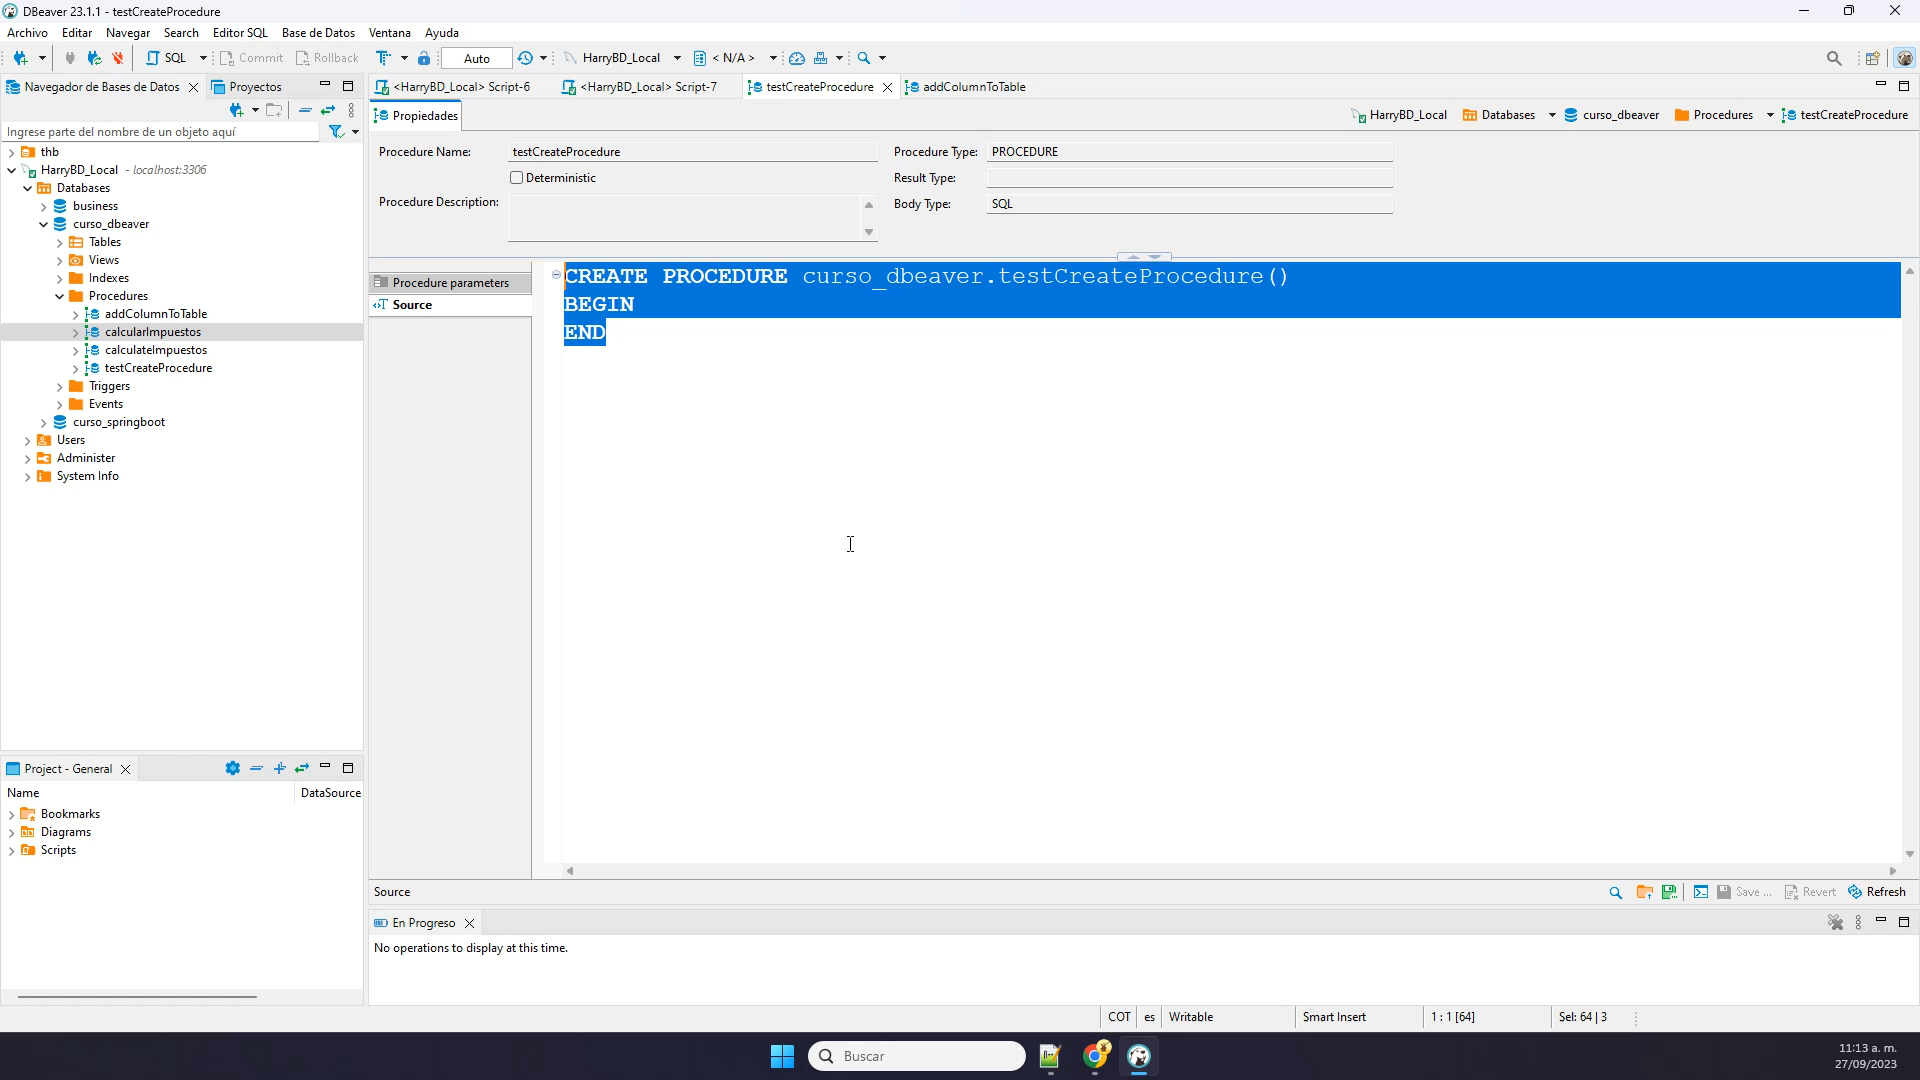 DBeaver 23.1.1 - testCreateProcedure
Archivo Editar Navegar Search Editor SQL Base de Datos Ventana Ayuda
SQL Commit Rollback Auto HarryBD_Local < N/A >
Navegador de Bases de Datos Proyectos
<HarryBD_Local> Script-6 <HarryBD_Local> Script-7 testCreateProcedure addColumnToTable
Ingrese parte del nombre de un objeto aquí
thb
HarryBD_Local - localhost:3306
Databases
business
curso_dbeaver
Tables
Views
Indexes
Procedures
addColumnToTable
calcularImpuestos
calculateImpuestos
testCreateProcedure
Triggers
Events
curso_springboot
Users
Administer
System Info
Propiedades
HarryBD_Local Databases curso_dbeaver Procedures testCreateProcedure
Procedure Name: testCreateProcedure Procedure Type: PROCEDURE
Deterministic Result Type:
Procedure Description: Body Type: SQL
Procedure parameters
Source
CREATE PROCEDURE curso_dbeaver.testCreateProcedure()
BEGIN
END
Project - General
Name DataSource
Bookmarks
Diagrams
Scripts
Source Save ... Revert Refresh
En Progreso
No operations to display at this time.
COT es Writable Smart Insert 1 : 1 [64] Sel: 64 | 3
Buscar
11:13 a. m.
27/09/2023